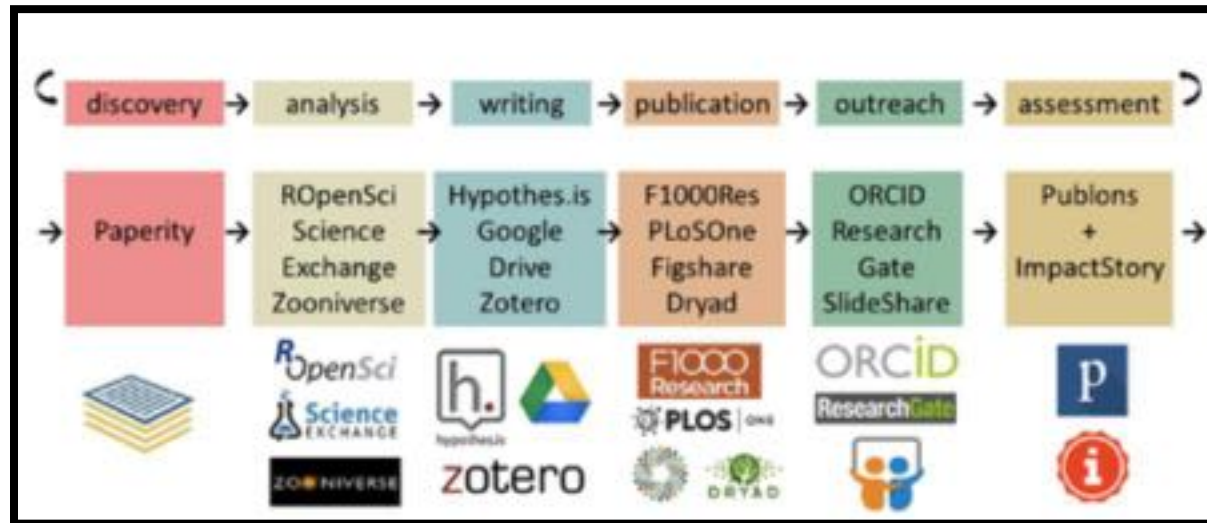 discovery → analysis → writing → publication → outreach → assessment
→ Paperity → ROpenSci Science Exchange Zooniverse → Hypothes.is Google Drive Zotero → F1000Res PLoSOne Figshare Dryad → ORCID Research Gate SlideShare → Publons + ImpactStory →
ROpenSci
Science
EXCHANGE
ZOONIVERSE
h.
hypothes.is
zotero
F1000
Research
PLOS | ONE
DRYAD
ORCID
ResearchGate
P
i